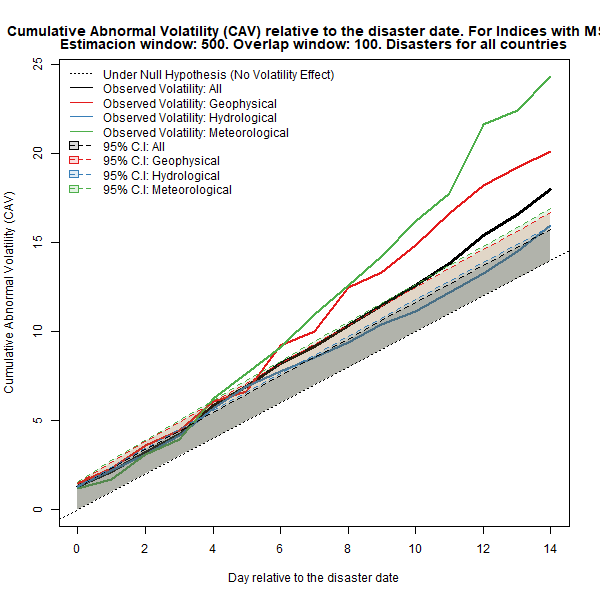 Cumulative Abnormal Volatility (CAV) relative to the disaster date. For Indices with MS
Estimacion window: 500. Overlap window: 100. Disasters for all countries
Under Null Hypothesis (No Volatility Effect)
Observed Volatility: All
Observed Volatility: Geophysical
Observed Volatility: Hydrological
Observed Volatility: Meteorological
95% C.I: All
95% C.I: Geophysical
95% C.I: Hydrological
95% C.I: Meteorological
Cumulative Abnormal Volatility (CAV)
25
20
15
10
5
0
0 2 4 6 8 10 12 14
Day relative to the disaster date